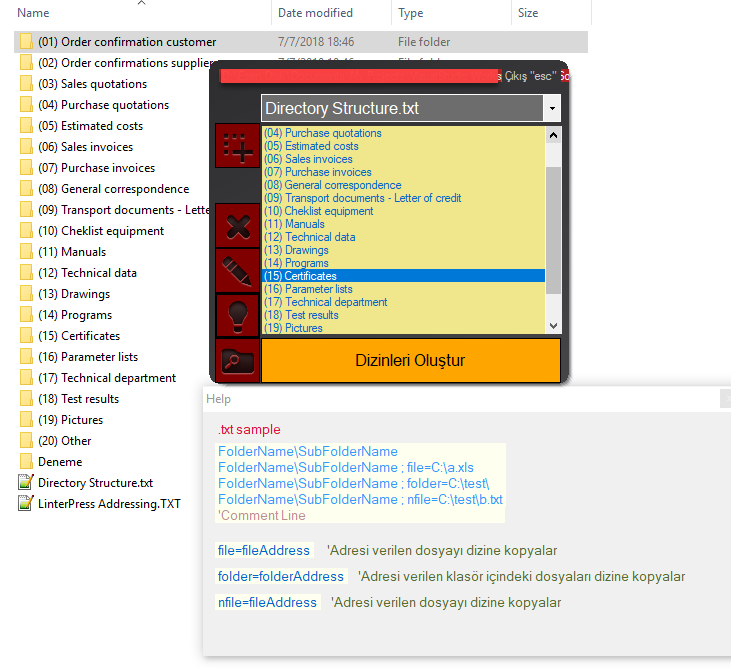 Name Date modified Type Size
(01) Order confirmation customer 7/7/2018 18:46 File folder
(02) Order confirmations supplier
(03) Sales quotations
(04) Purchase quotations
(05) Estimated costs
(06) Sales invoices
(07) Purchase invoices
(08) General correspondence
(09) Transport documents - Lette
(10) Cheklist equipment
(11) Manuals
(12) Technical data
(13) Drawings
(14) Programs
(15) Certificates
(16) Parameter lists
(17) Technical department
(18) Test results
(19) Pictures
(20) Other
Deneme
Directory Structure.txt
LinterPress Addressing.TXT
Çıkış "esc"
Directory Structure.txt
(04) Purchase quotations
(05) Estimated costs
(06) Sales invoices
(07) Purchase invoices
(08) General correspondence
(09) Transport documents - Letter of credit
(10) Cheklist equipment
(11) Manuals
(12) Technical data
(13) Drawings
(14) Programs
(15) Certificates
(16) Parameter lists
(17) Technical department
(18) Test results
(19) Pictures
Dizinleri Oluştur
Help
.txt sample
FolderName\SubFolderName
FolderName\SubFolderName ; file=C:\a.xls
FolderName\SubFolderName ; folder=C:\test\
FolderName\SubFolderName ; nfile=C:\test\b.txt
'Comment Line
file=fileAddress 'Adresi verilen dosyayı dizine kopyalar
folder=folderAddress 'Adresi verilen klasör içindeki dosyaları dizine kopyalar
nfile=fileAddress 'Adresi verilen dosyayı dizine kopyalar